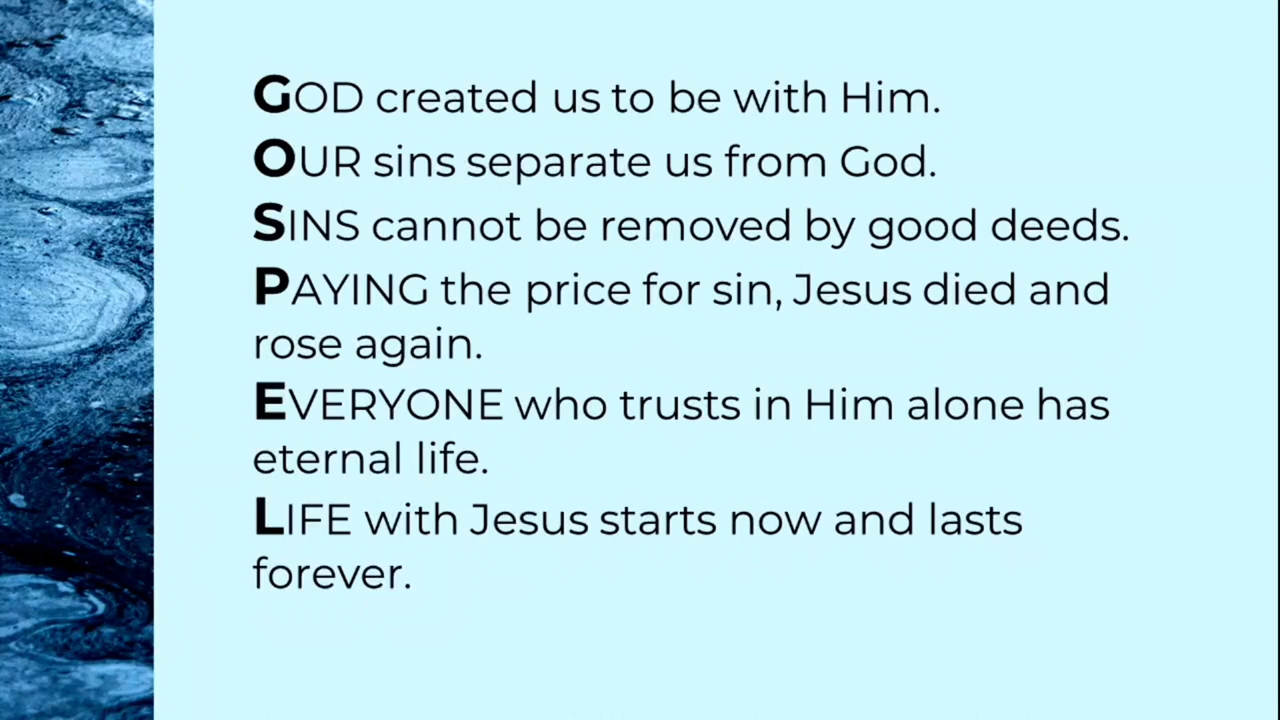 GOD created us to be with Him.
OUR sins separate us from God.
SINS cannot be removed by good deeds.
PAYING the price for sin, Jesus died and
rose again.
EVERYONE who trusts in Him alone has
eternal life.
LIFE with Jesus starts now and lasts
forever.